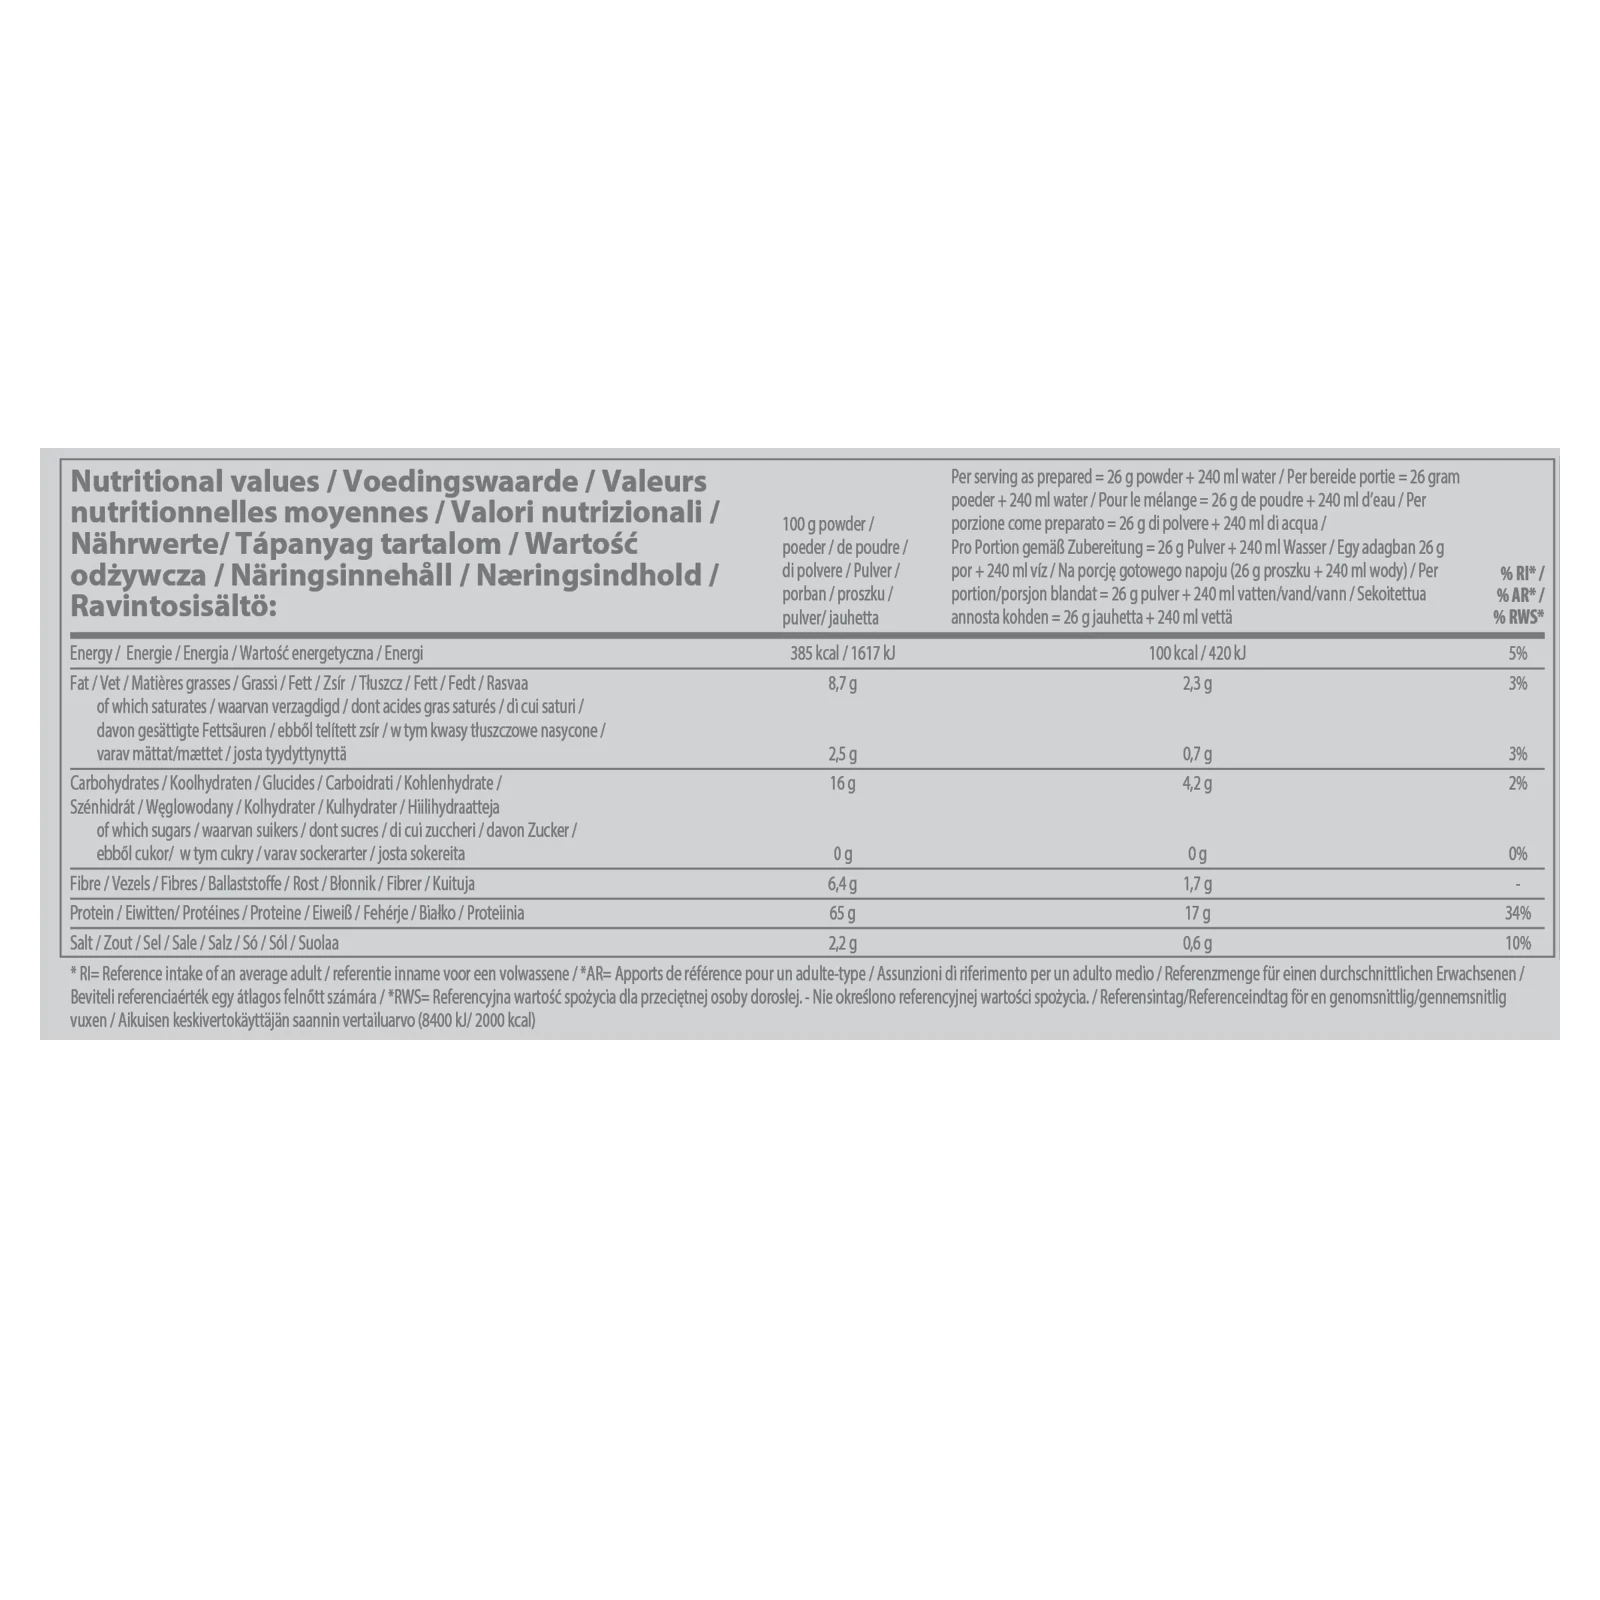 Nutritional values / Voedingswaarde / Valeurs
nutritionnelles moyennes / Valori nutrizionali /
Nährwerte/ Tápanyag tartalom / Wartość
odżywcza / Näringsinnehåll / Næringsindhold /
Ravintosisältö:
100 g powder /
poeder / de poudre /
di polvere / Pulver /
porban / proszku /
pulver/ jauhetta
Per serving as prepared = 26 g powder + 240 ml water / Per bereide portie = 26 gram
poeder + 240 ml water / Pour le mélange = 26 g de poudre + 240 ml d'eau / Per
porzione come preparato = 26 g di polvere + 240 ml di acqua /
Pro Portion gemäß Zubereitung = 26 g Pulver + 240 ml Wasser / Egy adagban 26 g
por + 240 ml víz / Na porcję gotowego napoju (26 g proszku + 240 ml wody) / Per
portion/porsjon blandat = 26 g pulver + 240 ml vatten/vand/vann / Sekoitettua
annosta kohden = 26 g jauhetta + 240 ml vettä
% RI* /
% AR* /
% RWS*
Energy / Energie / Energia / Wartość energetyczna / Energi 385 kcal / 1617 kJ 100 kcal / 420 kJ 5%
Fat / Vet / Matières grasses / Grassi / Fett / Zsír / Tłuszcz / Fett / Fedt / Rasvaa 8,7 g 2,3 g 3%
of which saturates / waarvan verzagdigd / dont acides gras saturés / di cui saturi /
davon gesättigte Fettsäuren / ebből telített zsír / w tym kwasy tłuszczowe nasycone /
varav mättat/mættet / josta tyydyttynyttä 2,5 g 0,7 g 3%
Carbohydrates / Koolhydraten / Glucides / Carboidrati / Kohlenhydrate / 16 g 4,2 g 2%
Szénhidrát / Węglowodany / Kolhydrater / Kulhydrater / Hiilihydraatteja
of which sugars / waarvan suikers / dont sucres / di cui zuccheri / davon Zucker /
ebből cukor/ w tym cukry / varav sockerarter / josta sokereita 0 g 0 g 0%
Fibre / Vezels / Fibres / Ballaststoffe / Rost / Błonnik / Fibrer / Kuituja 6,4 g 1,7 g -
Protein / Eiwitten/ Protéines / Proteine / Eiweiß / Fehérje / Białko / Proteiinia 65 g 17 g 34%
Salt / Zout / Sel / Sale / Salz / Só / Sól / Suolaa 2,2 g 0,6 g 10%
* RI= Reference intake of an average adult / referentie inname voor een volwassene / *AR= Apports de référence pour un adulte-type / Assunzioni di riferimento per un adulto medio / Referenzmenge für einen durchschnittlichen Erwachsenen /
Beviteli referenciaérték egy átlagos felnőtt számára / *RWS= Referencyjna wartość spożycia dla przeciętnej osoby dorosłej. - Nie określono referencyjnej wartości spożycia. / Referensintag/Referenceindtag för en genomsnittlig/gennemsnitlig
vuxen / Aikuisen keskivertokäyttäjän saannin vertailuarvo (8400 kJ/ 2000 kcal)